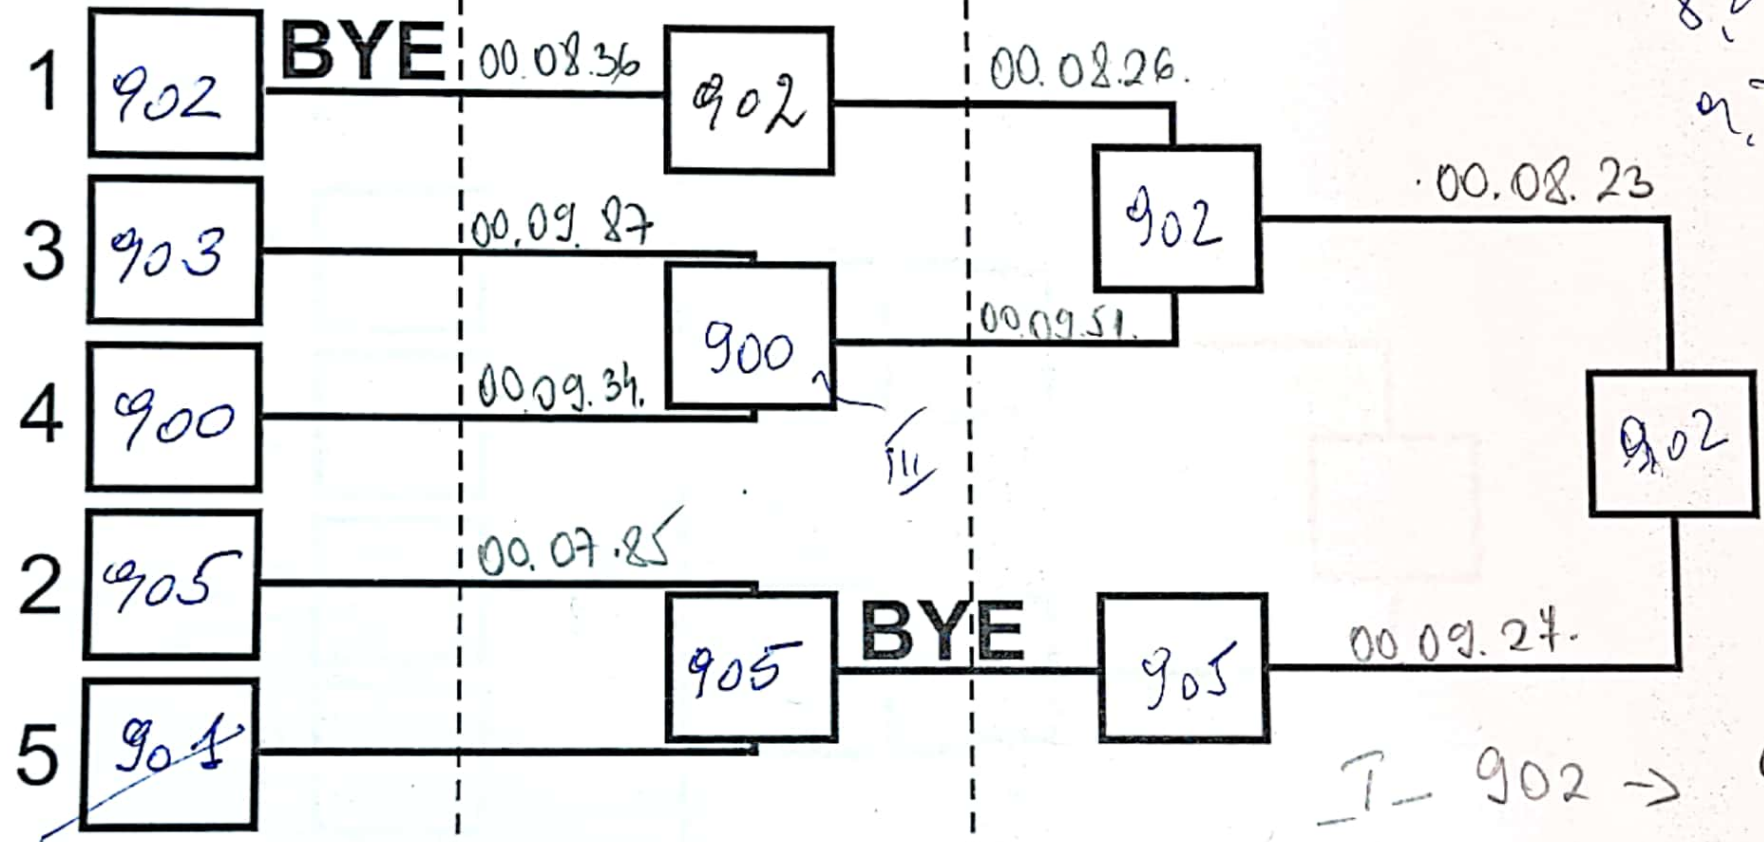 1 902 BYE 00.08.36 902 00.08.26.
3 903 00.09.87
902 00.08.23
4 900 00.09.34. 900 00.09.51.
III
902
2 905 00.07.85
905 BYE 905 00 09.27.
5 901
I- 902 →